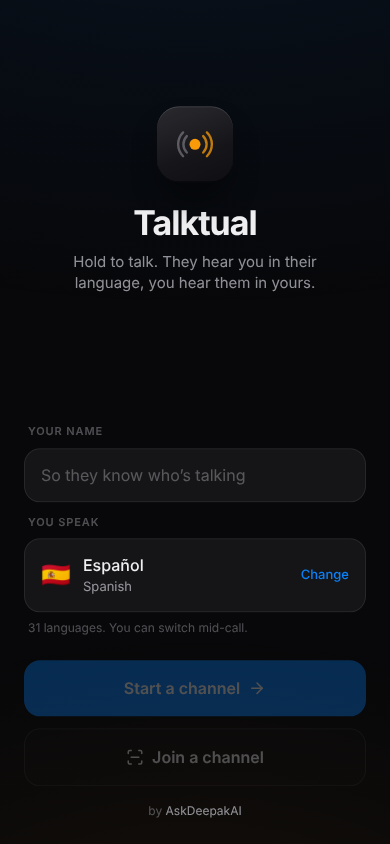 Talktual
Hold to talk. They hear you in their
language, you hear them in yours.
YOUR NAME
So they know who’s talking
YOU SPEAK
Español
Spanish
Change
31 languages. You can switch mid-call.
Start a channel
Join a channel
by AskDeepakAI